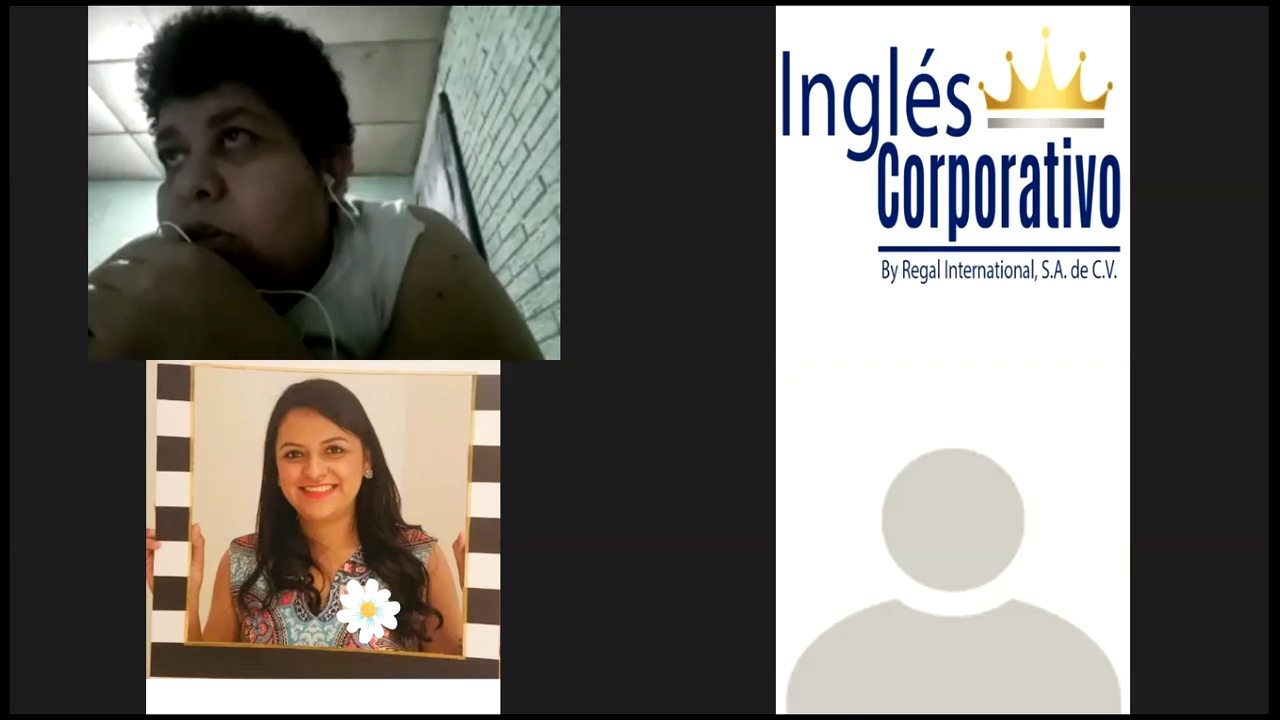 Inglés
Corporativo
By Regal International, S.A. de C.V.